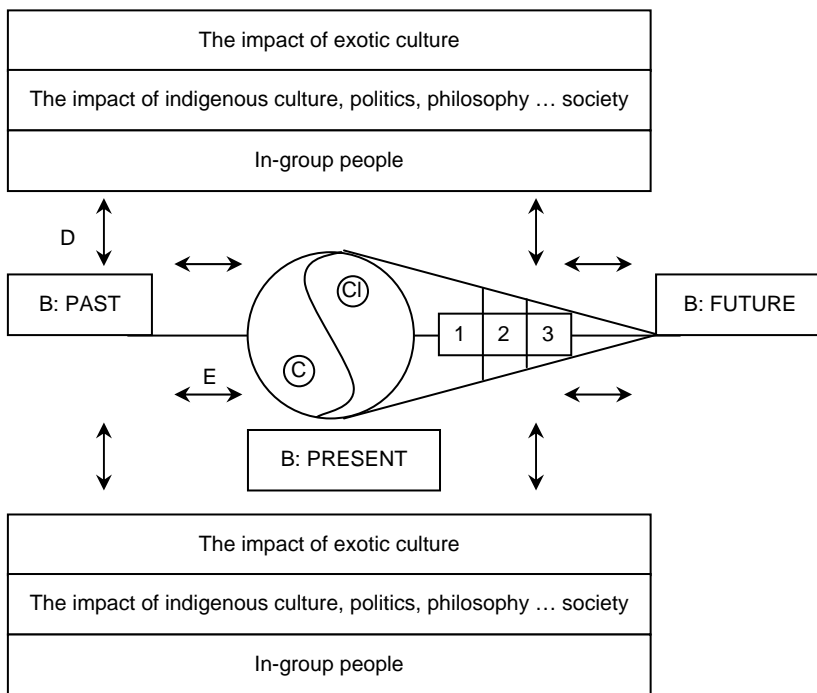 The impact of exotic culture
The impact of indigenous culture, politics, philosophy … society
In-group people
D
B: PAST
CI
1 2 3
B: FUTURE
C
E
B: PRESENT
The impact of exotic culture
The impact of indigenous culture, politics, philosophy … society
In-group people